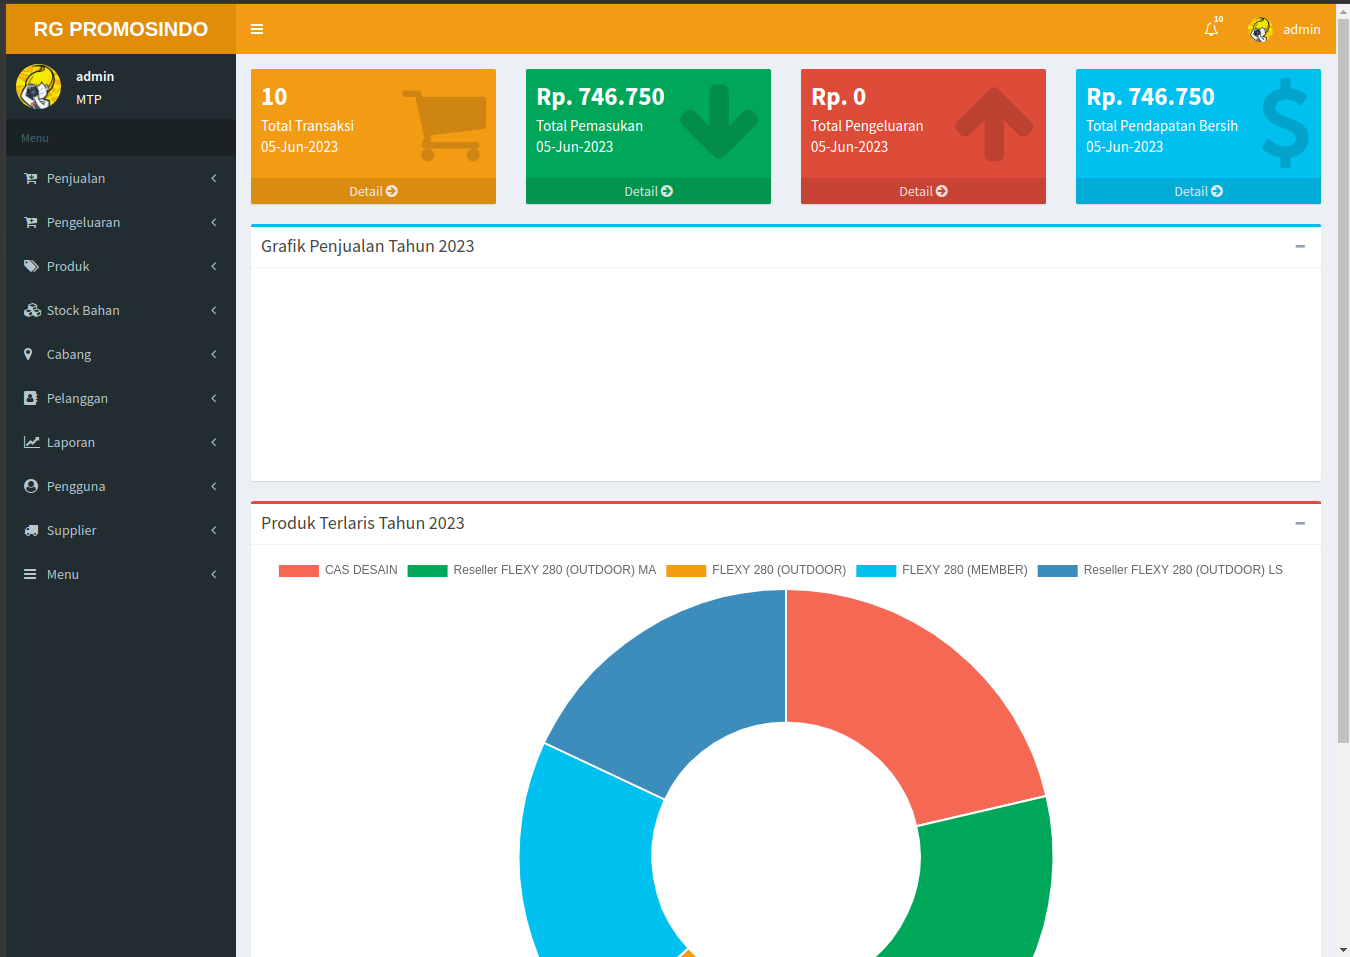 RG PROMOSINDO
10
admin
admin
MTP
Menu
Penjualan
Pengeluaran
Produk
Stock Bahan
Cabang
Pelanggan
Laporan
Pengguna
Supplier
Menu
10
Total Transaksi
05-Jun-2023
Detail
Rp. 746.750
Total Pemasukan
05-Jun-2023
Detail
Rp. 0
Total Pengeluaran
05-Jun-2023
Detail
Rp. 746.750
Total Pendapatan Bersih
05-Jun-2023
Detail
Grafik Penjualan Tahun 2023
Produk Terlaris Tahun 2023
CAS DESAIN
Reseller FLEXY 280 (OUTDOOR) MA
FLEXY 280 (OUTDOOR)
FLEXY 280 (MEMBER)
Reseller FLEXY 280 (OUTDOOR) LS